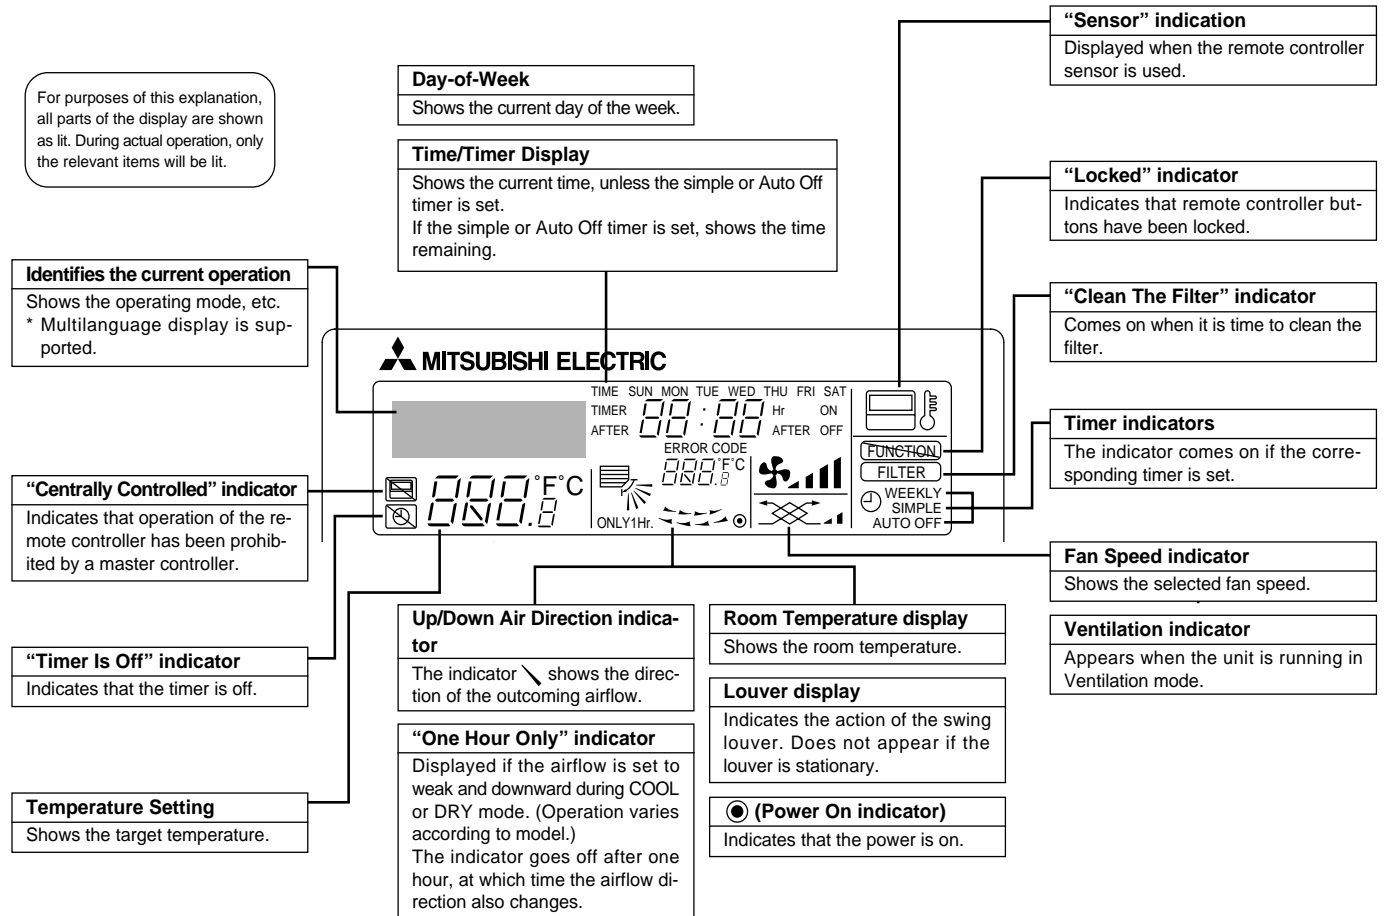 For purposes of this explanation,
all parts of the display are shown
as lit. During actual operation, only
the relevant items will be lit.
Identifies the current operation
Shows the operating mode, etc.
* Multilanguage display is sup-
ported.
"Centrally Controlled" indicator
Indicates that operation of the re-
mote controller has been prohib-
ited by a master controller.
"Timer Is Off" indicator
Indicates that the timer is off.
Temperature Setting
Shows the target temperature.
Day-of-Week
Shows the current day of the week.
Time/Timer Display
Shows the current time, unless the simple or Auto Off
timer is set.
If the simple or Auto Off timer is set, shows the time
remaining.
MITSUBISHI ELECTRIC
TIME SUN MON TUE WED THU FRI SAT
TIMER 88:88 Hr ON
AFTER AFTER OFF
ERROR CODE
888.8 °F°C
888.8 °F°C
ONLY1Hr.
FUNCTION
FILTER
WEEKLY
SIMPLE
AUTO OFF
Up/Down Air Direction indica-
tor
The indicator shows the direc-
tion of the outcoming airflow.
"One Hour Only" indicator
Displayed if the airflow is set to
weak and downward during COOL
or DRY mode. (Operation varies
according to model.)
The indicator goes off after one
hour, at which time the airflow di-
rection also changes.
Room Temperature display
Shows the room temperature.
Louver display
Indicates the action of the swing
louver. Does not appear if the
louver is stationary.
(Power On indicator)
Indicates that the power is on.
"Sensor" indication
Displayed when the remote controller
sensor is used.
"Locked" indicator
Indicates that remote controller but-
tons have been locked.
"Clean The Filter" indicator
Comes on when it is time to clean the
filter.
Timer indicators
The indicator comes on if the corre-
sponding timer is set.
Fan Speed indicator
Shows the selected fan speed.
Ventilation indicator
Appears when the unit is running in
Ventilation mode.